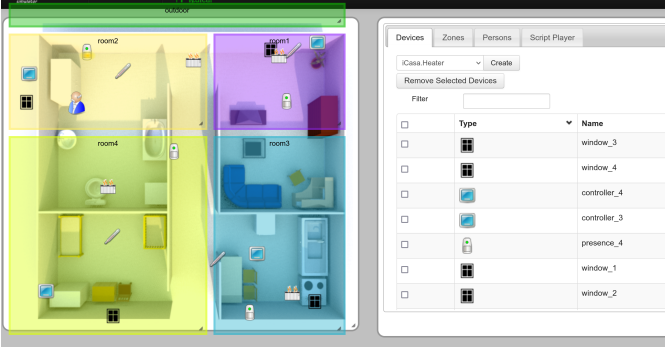 simulator
outdoor
room2
room1
room4
room3
Devices
Zones
Persons
Script Player
iCasa.Heater
Create
Remove Selected Devices
Filter
Type
Name
window_3
window_4
controller_4
controller_3
presence_4
window_1
window_2